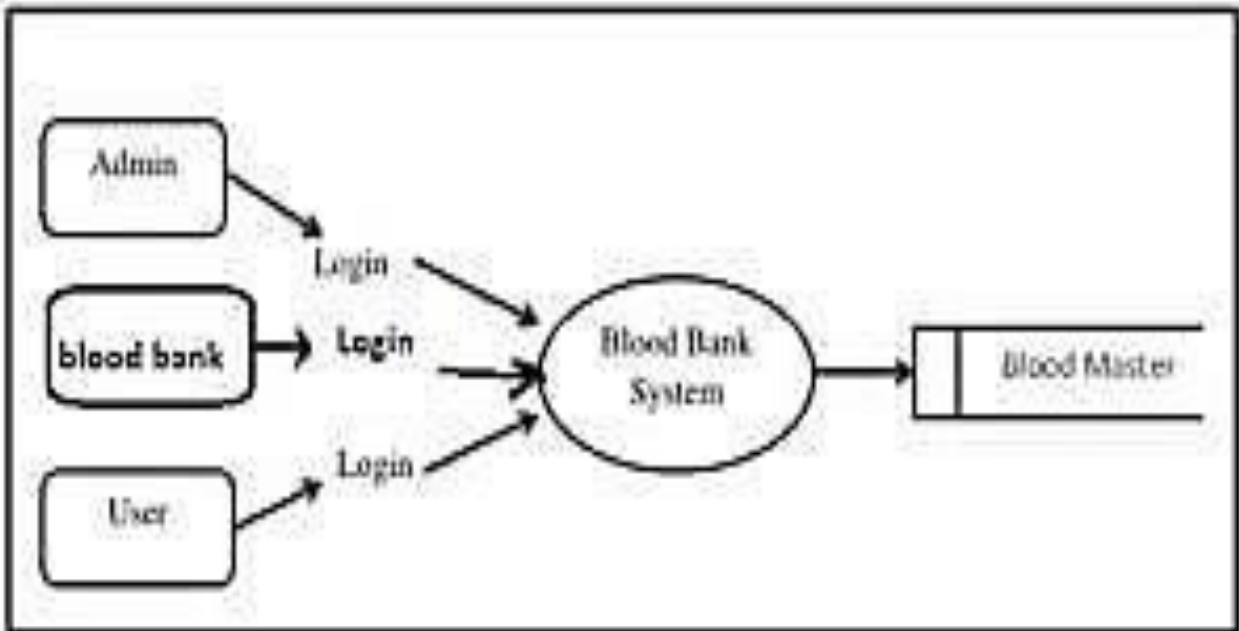 Admin
Login
blood bank
Login
Blood Bank
System
Blood Master
Login
User